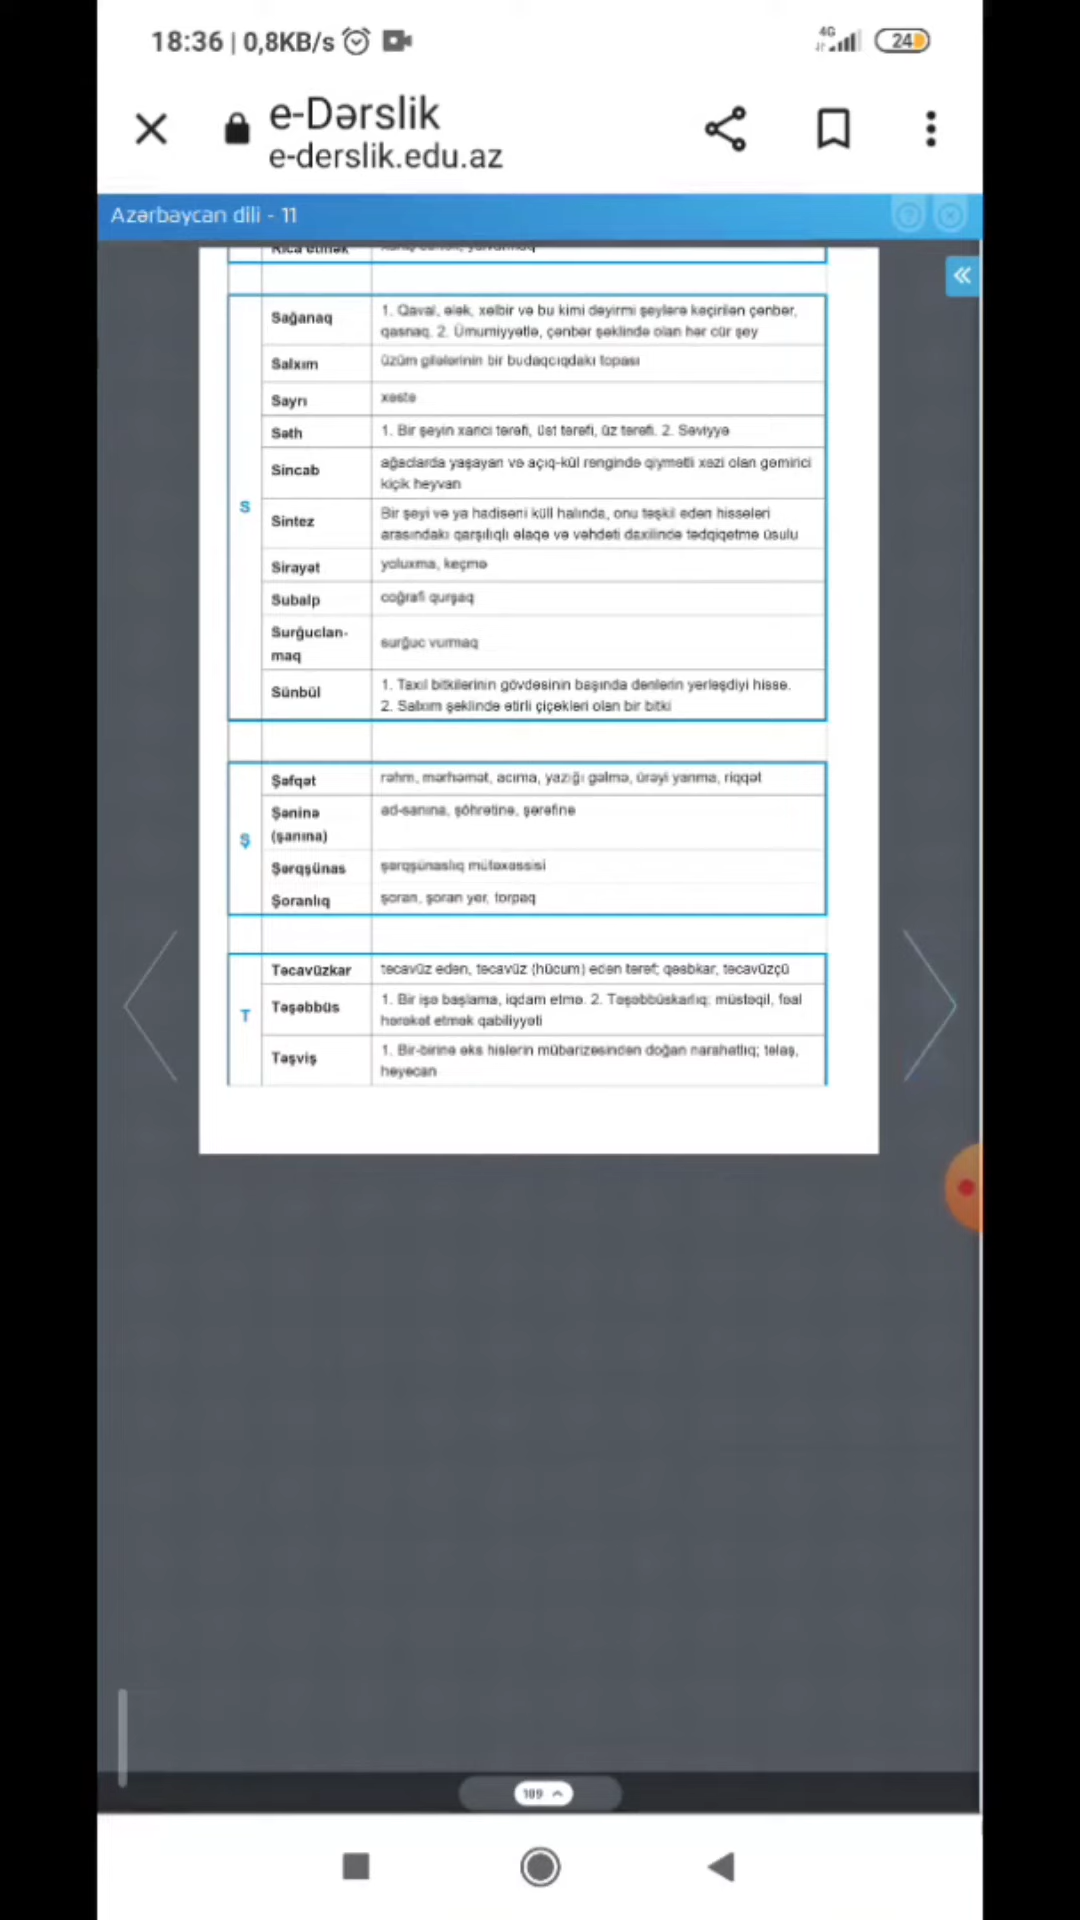 18:36 | 0,8KB/s
4G
24
e-Dərslik
e-derslik.edu.az
Azərbaycan dili - 11
Rica etmək
Sağanaq
1. Qaval, ələk, xəlbir və bu kimi dəyirmi şeylərə keçirilən çənbər,
qasnaq. 2. Ümumiyyətlə, çənbər şəklində olan hər cür şey
Salxım
üzüm gilələrinin bir budaqcıqdakı topası
Sayrı
xəstə
Səth
1. Bir şeyin xarici tərəfi, üst tərəfi, üz tərəfi. 2. Səviyyə
Sincab
ağaclarda yaşayan və açıq-kül rəngində qiymətli xəzi olan gəmirici
kiçik heyvan
S
Sintez
Bir şeyi və ya hadisəni küll halında, onu təşkil edən hissələri
arasındakı qarşılıqlı əlaqə və vəhdəti daxilində tədqiqetmə üsulu
Sirayət
yoluxma, keçmə
Subalp
coğrafi qurşaq
Surğuclan-
maq
surğuc vurmaq
Sünbül
1. Taxıl bitkilərinin gövdəsinin başında dənlərin yerləşdiyi hissə.
2. Salxım şəklində ətirli çiçəkləri olan bir bitki
Şəfqət
rəhm, mərhəmət, acıma, yazığı gəlmə, ürəyi yanma, riqqət
Ş
Şəninə
(şanına)
ad-sanına, şöhrətinə, şərəfinə
Şərqşünas
şərqşünaslıq mütəxəssisi
Şoranlıq
şoran, şoran yer, torpaq
Təcavüzkar
təcavüz edən, təcavüz (hücum) edən tərəf; qəsbkar, təcavüzçü
T
Təşəbbüs
1. Bir işə başlama, iqdam etmə. 2. Təşəbbüskarlıq; müstəqil, fəal
hərəkət etmək qabiliyyəti
Təşviş
1. Bir-birinə əks hislərin mübarizəsindən doğan narahatlıq; təlaş,
həyəcan
189